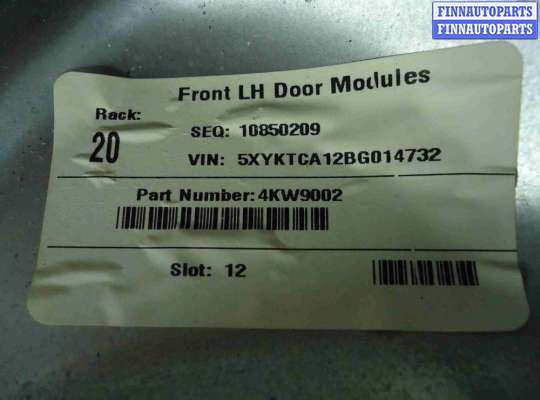 FINNAUTOPARTS
FINNAUTOPARTS
Front LH Door Modules
Rack:
20
SEQ: 10850209
VIN: 5XYKTCA12BG014732
Part Number: 4KW9002
Slot: 12